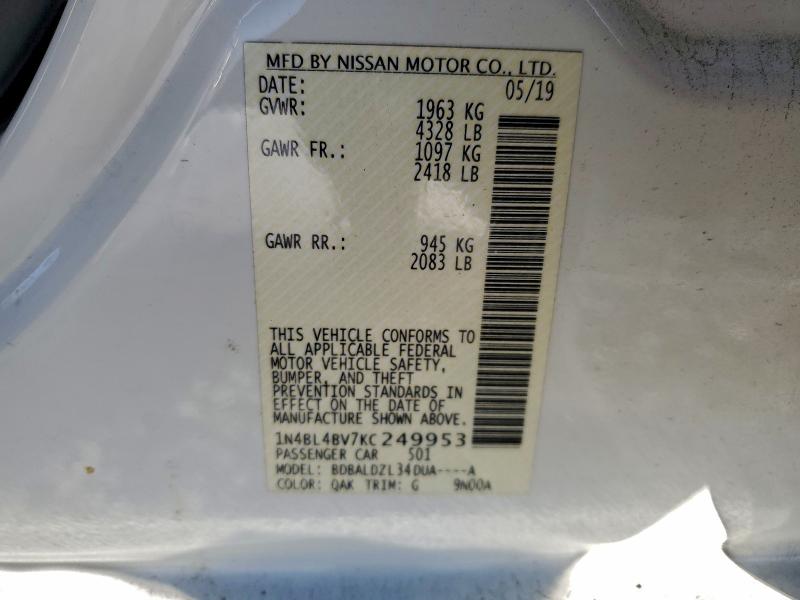 MFD BY NISSAN MOTOR CO., LTD.
DATE: 05/19
GVWR: 1963 KG
4328 LB
GAWR FR.: 1097 KG
2418 LB
GAWR RR.: 945 KG
2083 LB
THIS VEHICLE CONFORMS TO
ALL APPLICABLE FEDERAL
MOTOR VEHICLE SAFETY,
BUMPER, AND THEFT
PREVENTION STANDARDS IN
EFFECT ON THE DATE OF
MANUFACTURE SHOWN ABOVE.
1N4BL4BV7KC249953
PASSENGER CAR 501
MODEL: BDBALDZL34DUA----A
COLOR: QAK TRIM: G 9N00A